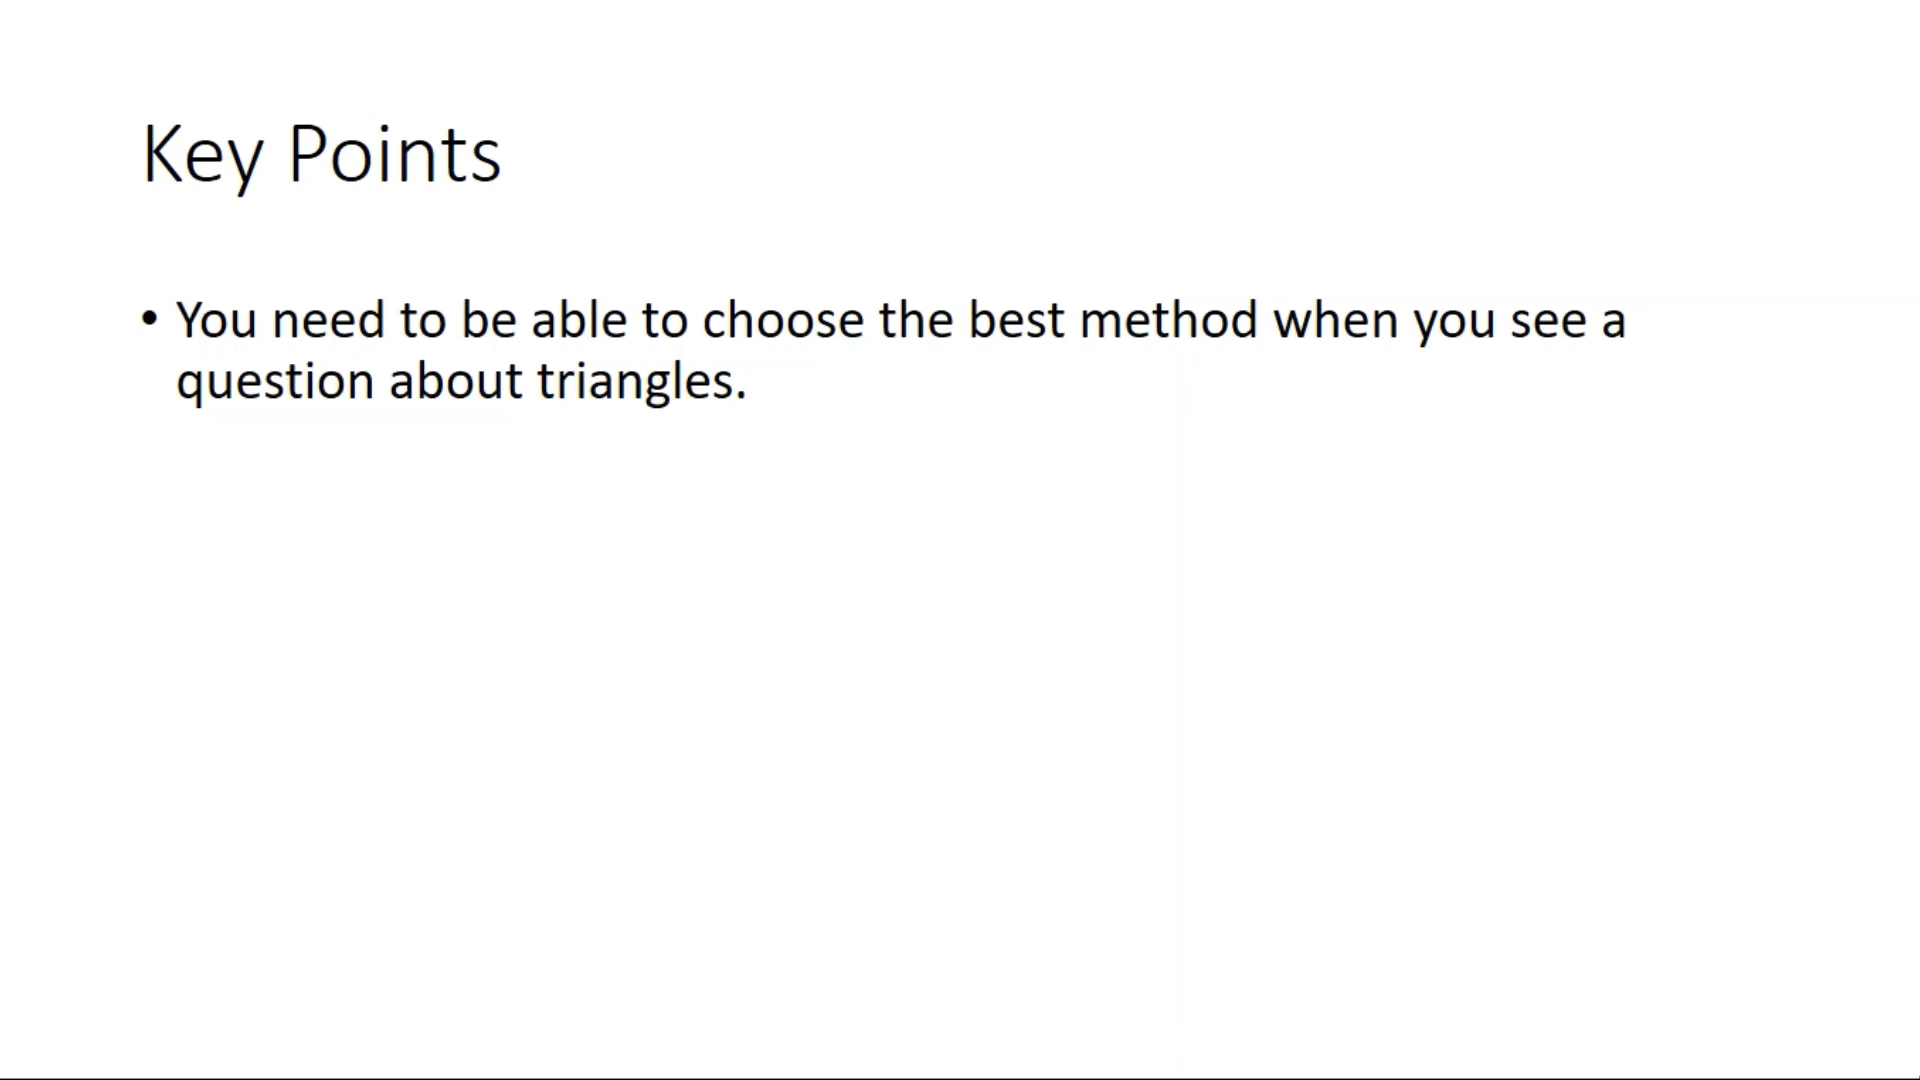 Key Points
• You need to be able to choose the best method when you see a
question about triangles.